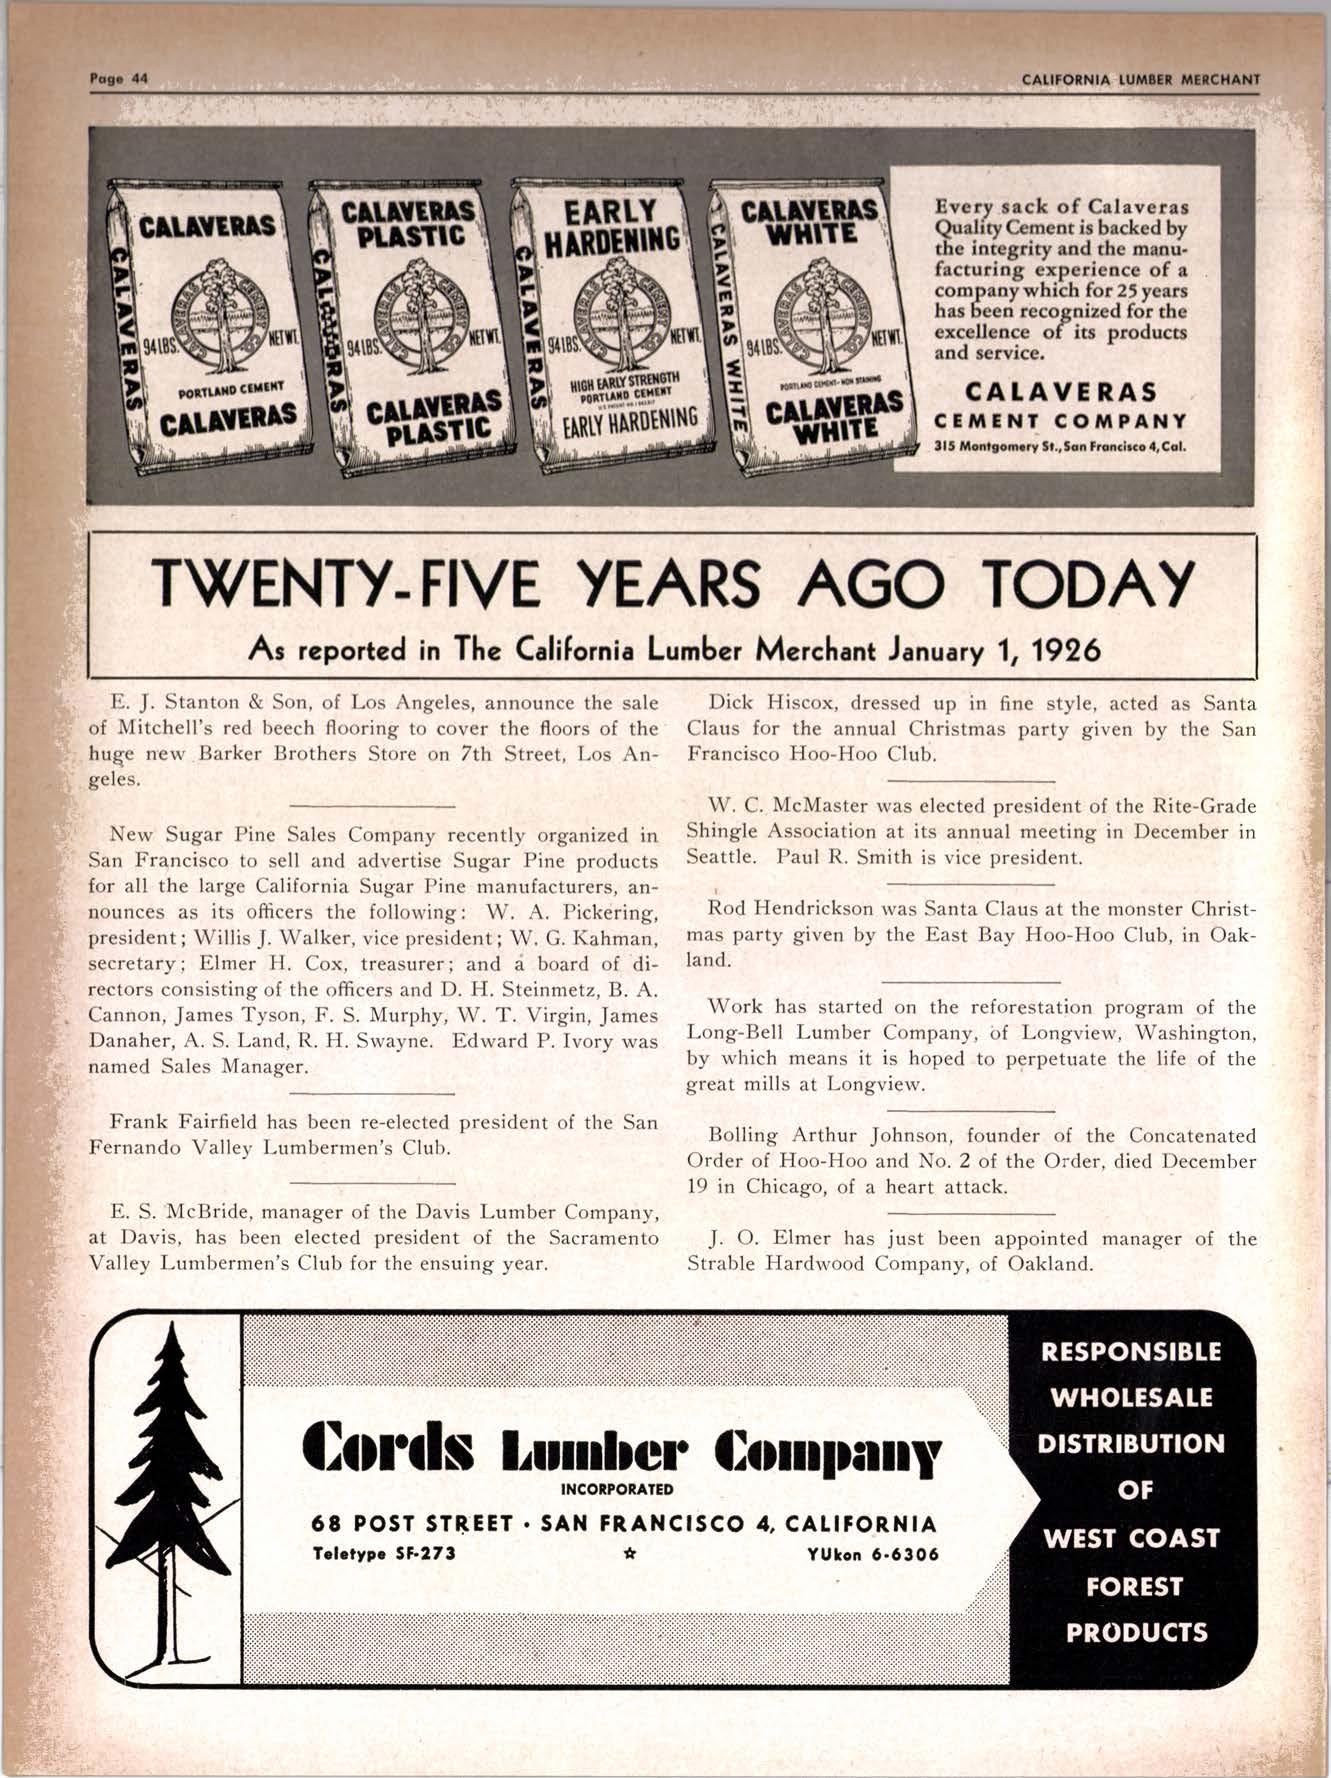 Page 44
CALIFORNIA LUMBER MERCHANT
CALAVERAS
CALAVERAS
CALAVERAS CEMENT CO.
94 LBS.
NET WT.
PORTLAND CEMENT
CALAVERAS
CALAVERAS
PLASTIC
CALAVERAS
CALAVERAS CEMENT CO.
94 LBS.
NET WT.
CALAVERAS
PLASTIC
EARLY
HARDENING
CALAVERAS
CALAVERAS CEMENT CO.
94 LBS.
NET WT.
HIGH EARLY STRENGTH
PORTLAND CEMENT
EARLY HARDENING
CALAVERAS
WHITE
CALAVERAS WHITE
CALAVERAS CEMENT CO.
94 LBS.
NET WT.
PORTLAND CEMENT-NON STAINING
CALAVERAS
WHITE
Every sack of Calaveras
Quality Cement is backed by
the integrity and the manu-
facturing experience of a
company which for 25 years
has been recognized for the
excellence of its products
and service.
CALAVERAS
CEMENT COMPANY
315 Montgomery St., San Francisco 4, Cal.
TWENTY-FIVE YEARS AGO TODAY
As reported in The California Lumber Merchant January 1, 1926
E. J. Stanton & Son, of Los Angeles, announce the sale
of Mitchell's red beech flooring to cover the floors of the
huge new Barker Brothers Store on 7th Street, Los An-
geles.
New Sugar Pine Sales Company recently organized in
San Francisco to sell and advertise Sugar Pine products
for all the large California Sugar Pine manufacturers, an-
nounces as its officers the following: W. A. Pickering,
president; Willis J. Walker, vice president; W. G. Kahman,
secretary; Elmer H. Cox, treasurer; and a board of di-
rectors consisting of the officers and D. H. Steinmetz, B. A.
Cannon, James Tyson, F. S. Murphy, W. T. Virgin, James
Danaher, A. S. Land, R. H. Swayne. Edward P. Ivory was
named Sales Manager.
Frank Fairfield has been re-elected president of the San
Fernando Valley Lumbermen's Club.
E. S. McBride, manager of the Davis Lumber Company,
at Davis, has been elected president of the Sacramento
Valley Lumbermen's Club for the ensuing year.
Dick Hiscox, dressed up in fine style, acted as Santa
Claus for the annual Christmas party given by the San
Francisco Hoo-Hoo Club.
W. C. McMaster was elected president of the Rite-Grade
Shingle Association at its annual meeting in December in
Seattle. Paul R. Smith is vice president.
Rod Hendrickson was Santa Claus at the monster Christ-
mas party given by the East Bay Hoo-Hoo Club, in Oak-
land.
Work has started on the reforestation program of the
Long-Bell Lumber Company, of Longview, Washington,
by which means it is hoped to perpetuate the life of the
great mills at Longview.
Bolling Arthur Johnson, founder of the Concatenated
Order of Hoo-Hoo and No. 2 of the Order, died December
19 in Chicago, of a heart attack.
J. O. Elmer has just been appointed manager of the
Strable Hardwood Company, of Oakland.
Cords Lumber Company
INCORPORATED
68 POST STREET • SAN FRANCISCO 4, CALIFORNIA
Teletype SF-273 ☆ YUkon 6-6306
RESPONSIBLE
WHOLESALE
DISTRIBUTION
OF
WEST COAST
FOREST
PRODUCTS